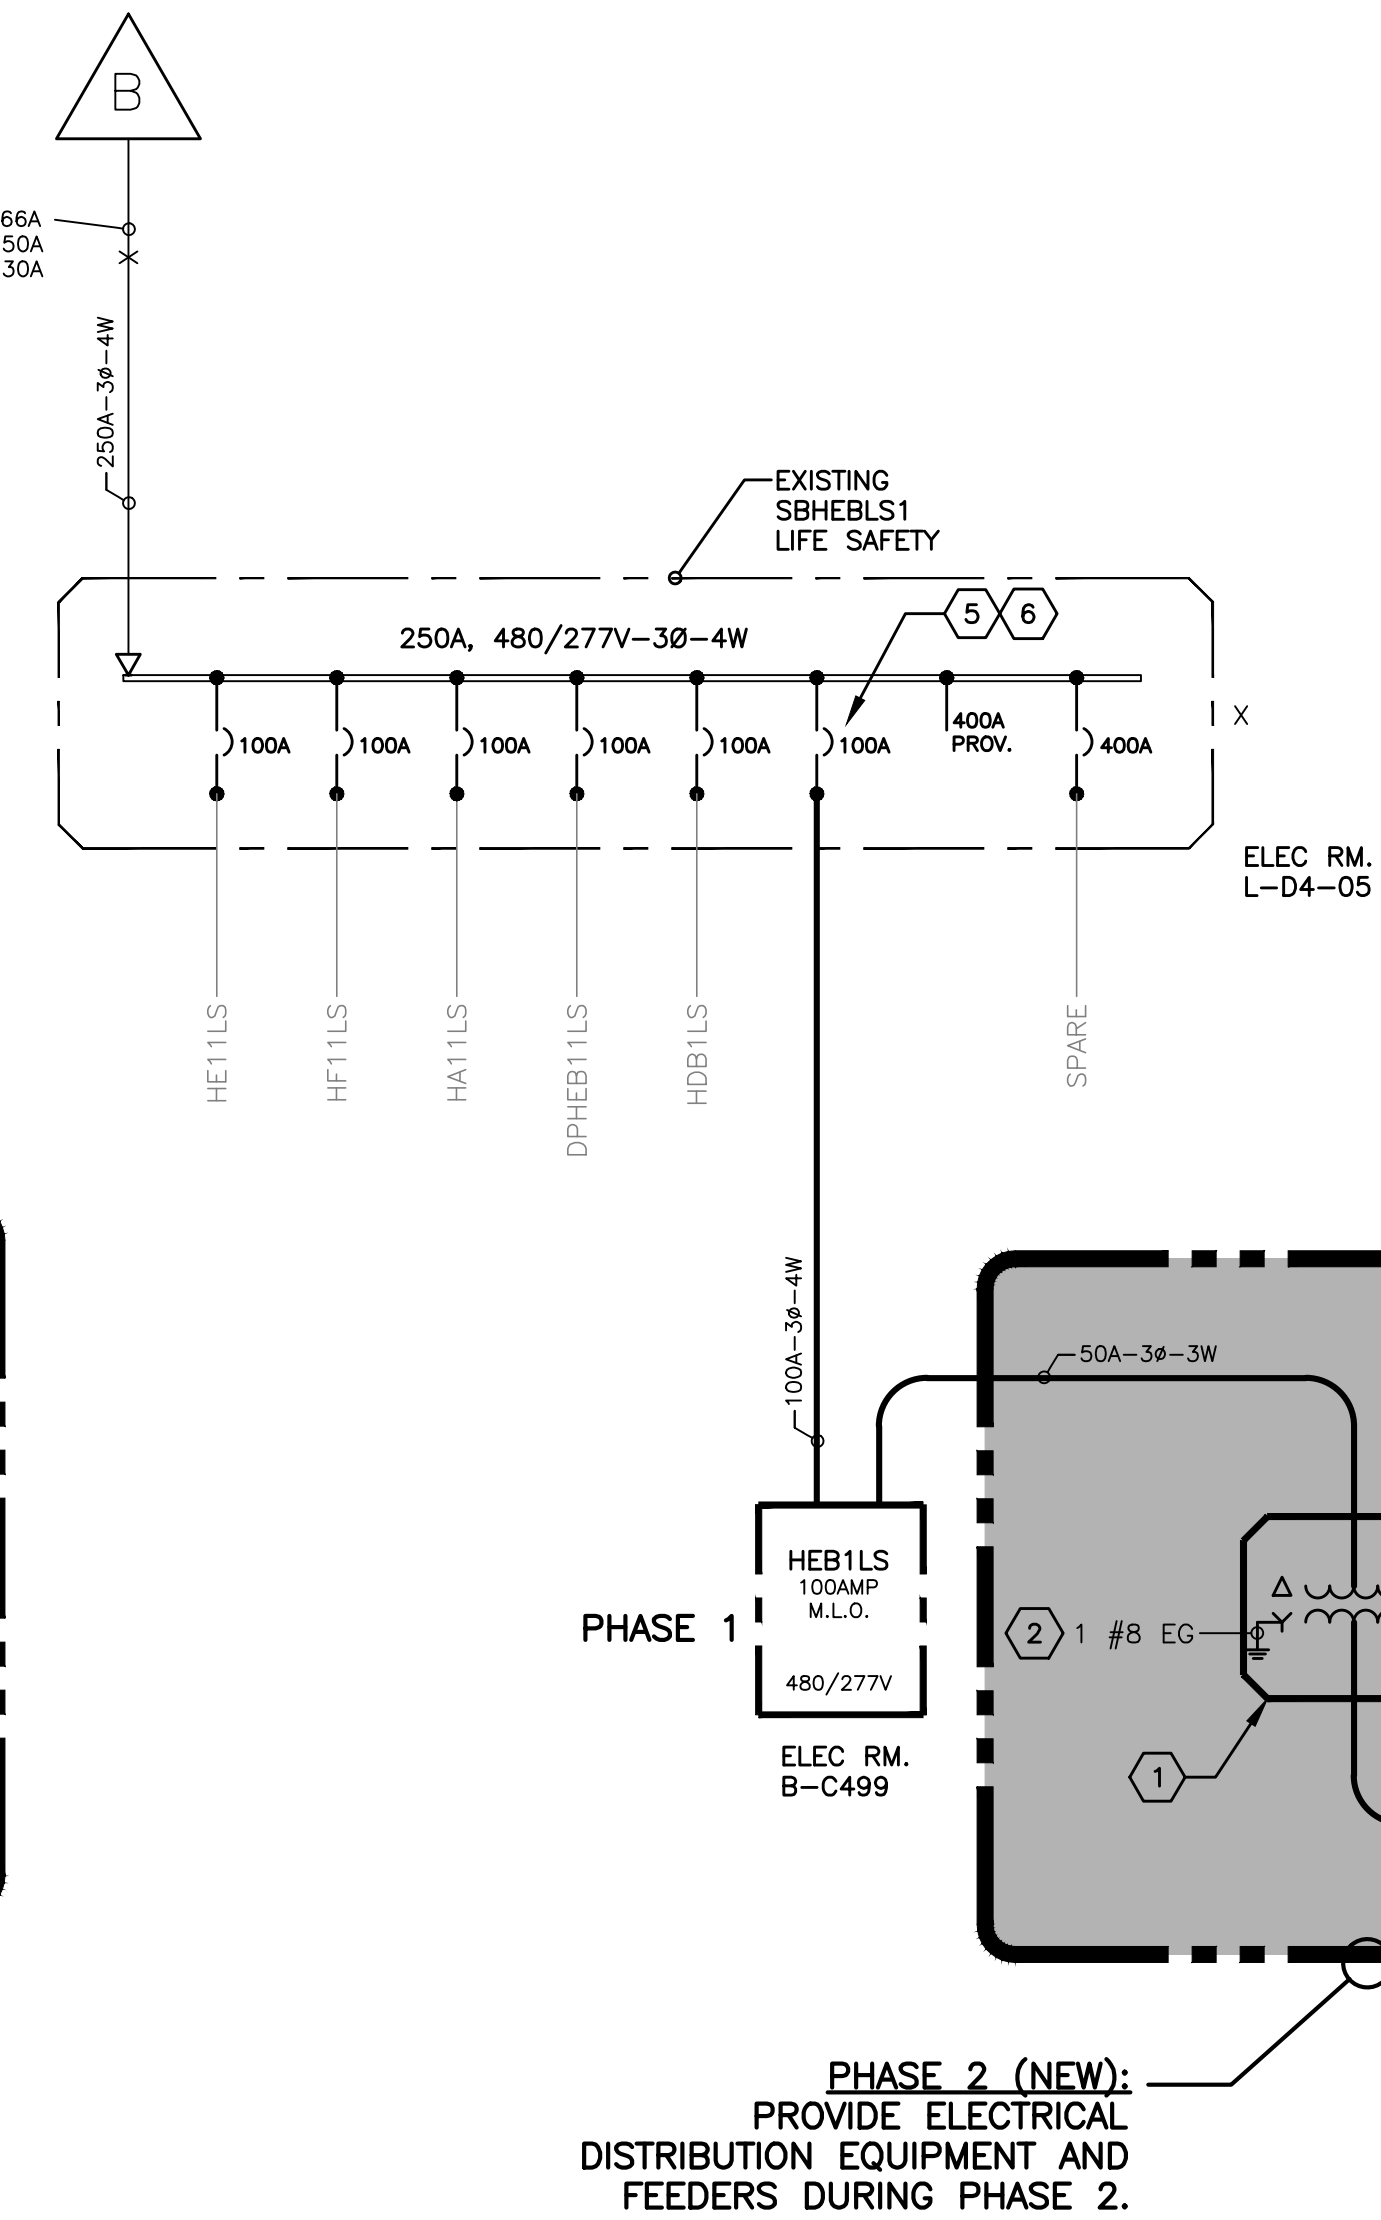 B
66A
50A
30A
250A-3ø-4W
EXISTING
SBHEBLS1
LIFE SAFETY
5 6
250A, 480/277V-3Ø-4W
100A 100A 100A 100A 100A 100A
400A
PROV.
400A
X
ELEC RM.
L-D4-05
HE11LS
HF11LS
HA11LS
DPHEB11LS
HDB1LS
SPARE
100A-3ø-4W
50A-3ø-3W
HEB1LS
100AMP
M.L.O.
480/277V
PHASE 1
ELEC RM.
B-C499
2 1 #8 EG
Δ
Y
1
PHASE 2 (NEW):
PROVIDE ELECTRICAL
DISTRIBUTION EQUIPMENT AND
FEEDERS DURING PHASE 2.